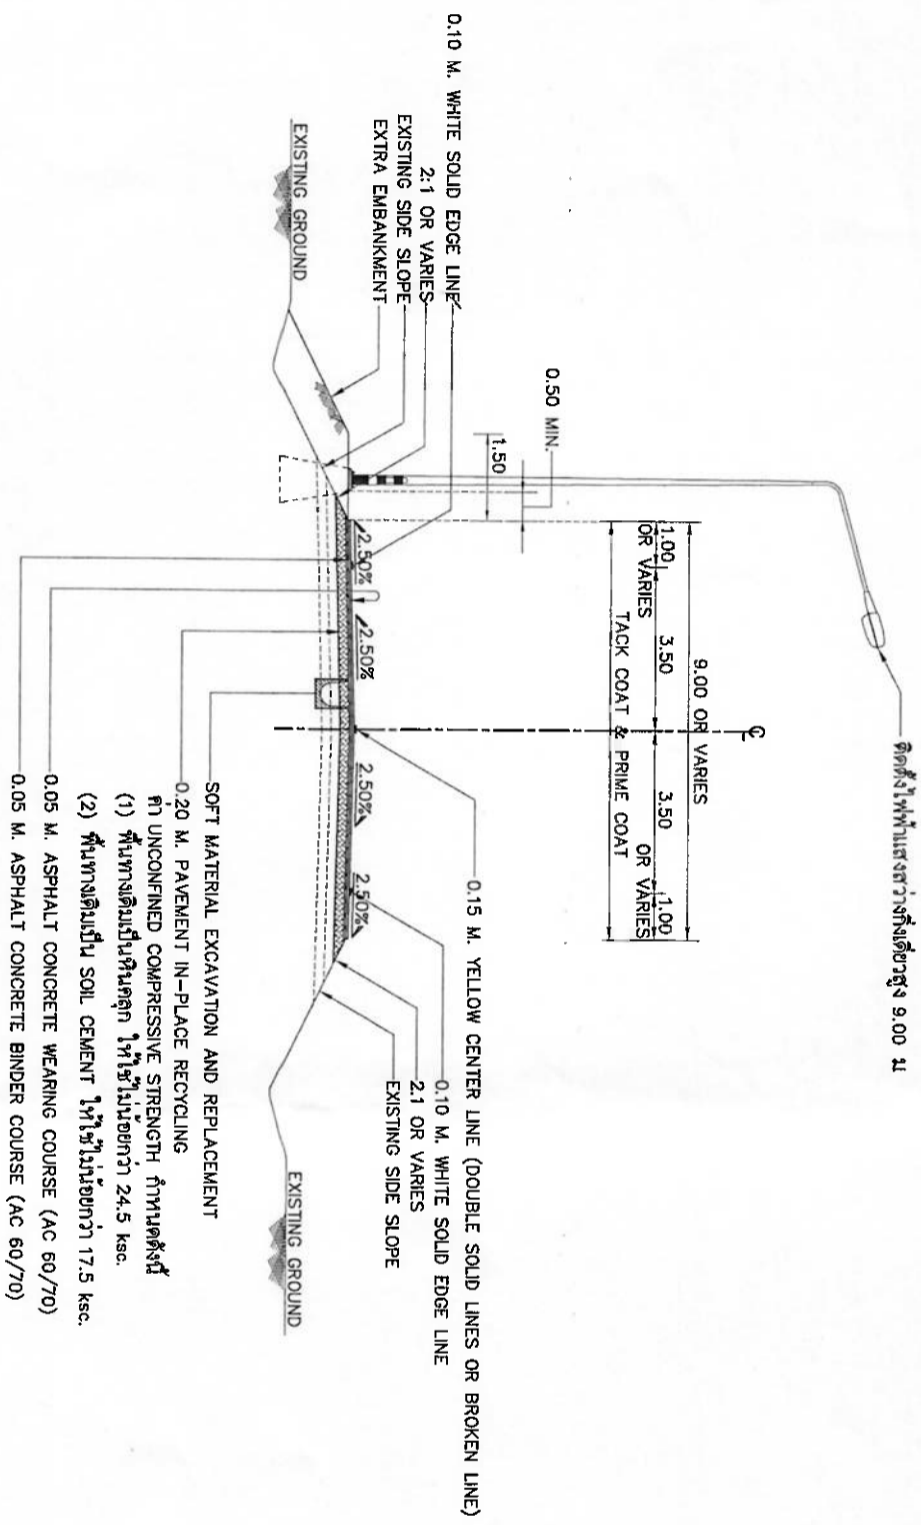 ติดตั้งไฟฟ้าแสงสว่างกิ่งเดี่ยวสูง 9.00 ม
9.00 OR VARIES
1.00
OR VARIES
3.50
3.50
1.00
OR VARIES
TACK COAT & PRIME COAT
0.50 MIN.
1.50
0.10 M. WHITE SOLID EDGE LINE
2:1 OR VARIES
EXISTING SIDE SLOPE
EXTRA EMBANKMENT
EXISTING GROUND
2.50%
2.50%
2.50%
2.50%
0.15 M. YELLOW CENTER LINE (DOUBLE SOLID LINES OR BROKEN LINE)
0.10 M. WHITE SOLID EDGE LINE
2:1 OR VARIES
EXISTING SIDE SLOPE
EXISTING GROUND
SOFT MATERIAL EXCAVATION AND REPLACEMENT
0.20 M. PAVEMENT IN-PLACE RECYCLING
ค่า UNCONFINED COMPRESSIVE STRENGTH กำหนดดังนี้
(1) พื้นทางเดิมเป็นหินคลุก ให้ใช้ไม่น้อยกว่า 24.5 ksc.
(2) พื้นทางเดิมเป็น SOIL CEMENT ให้ใช้ไม่น้อยกว่า 17.5 ksc.
0.05 M. ASPHALT CONCRETE WEARING COURSE (AC 60/70)
0.05 M. ASPHALT CONCRETE BINDER COURSE (AC 60/70)